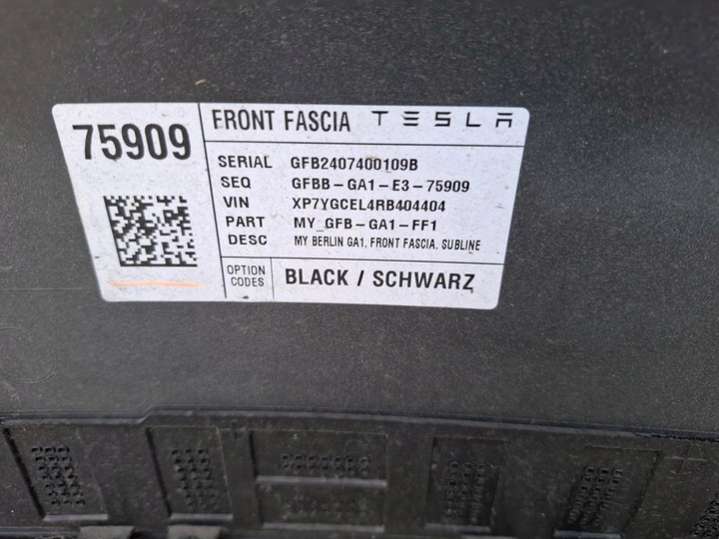 75909
FRONT FASCIA TESLA
SERIAL GFB2407400109B
SEQ GFBB-GA1-E3-75909
VIN XP7YGCEL4RB404404
PART MY_GFB-GA1-FF1
DESC MY BERLIN GA1, FRONT FASCIA, SUBLINE
OPTION CODES BLACK / SCHWARZ